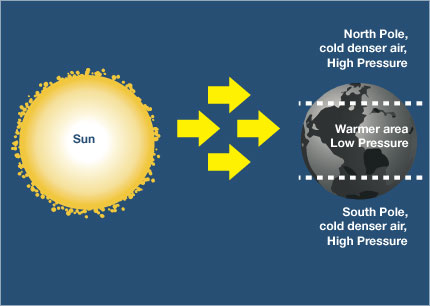 North Pole,
cold denser air,
High Pressure
Sun
Warmer area
Low Pressure
South Pole,
cold denser air,
High Pressure